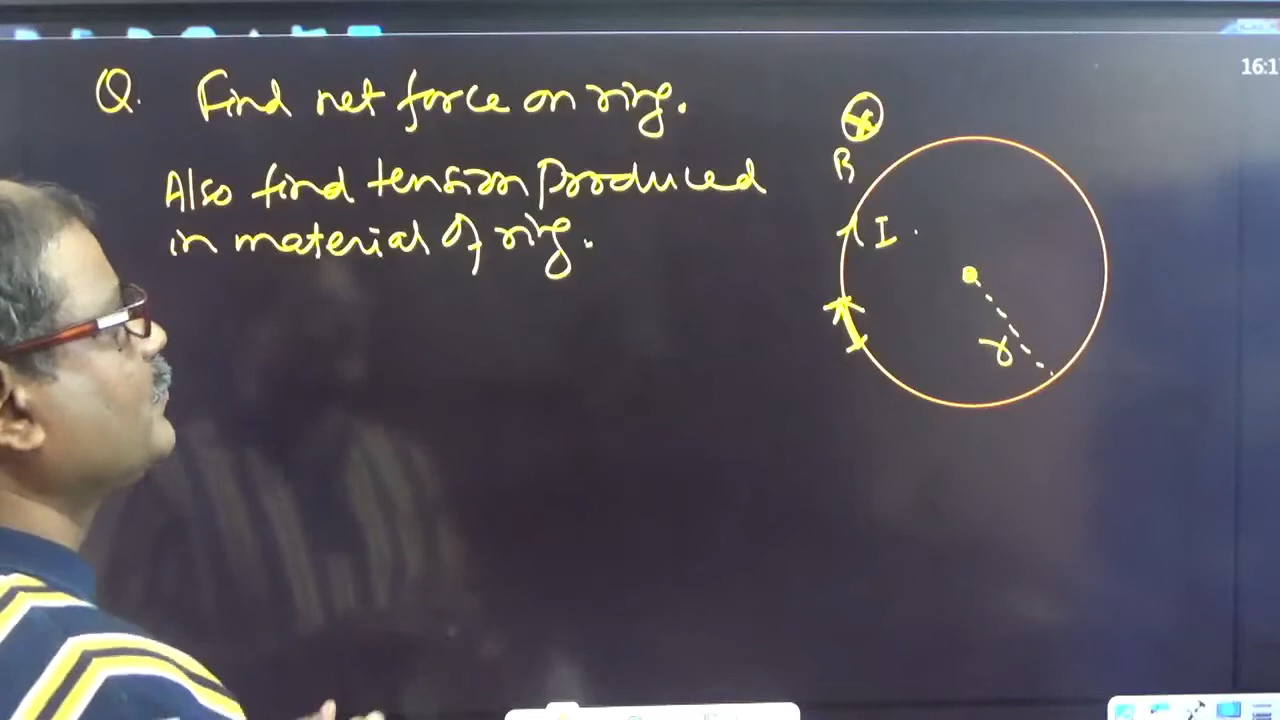 Q. Find net force on ring.
Also find tension produced
in material of ring.
B
I
r
16:1